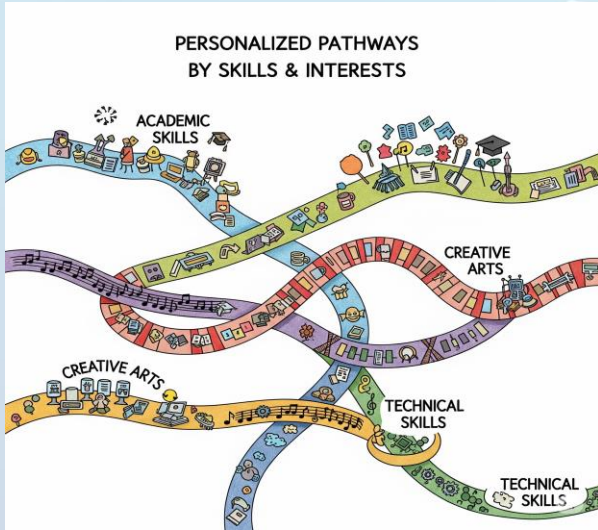 PERSONALIZED PATHWAYS
BY SKILLS & INTERESTS
ACADEMIC
SKILLS
CREATIVE
ARTS
CREATIVE ARTS
TECHNICAL
SKILLS
TECHNICAL
SKILLS